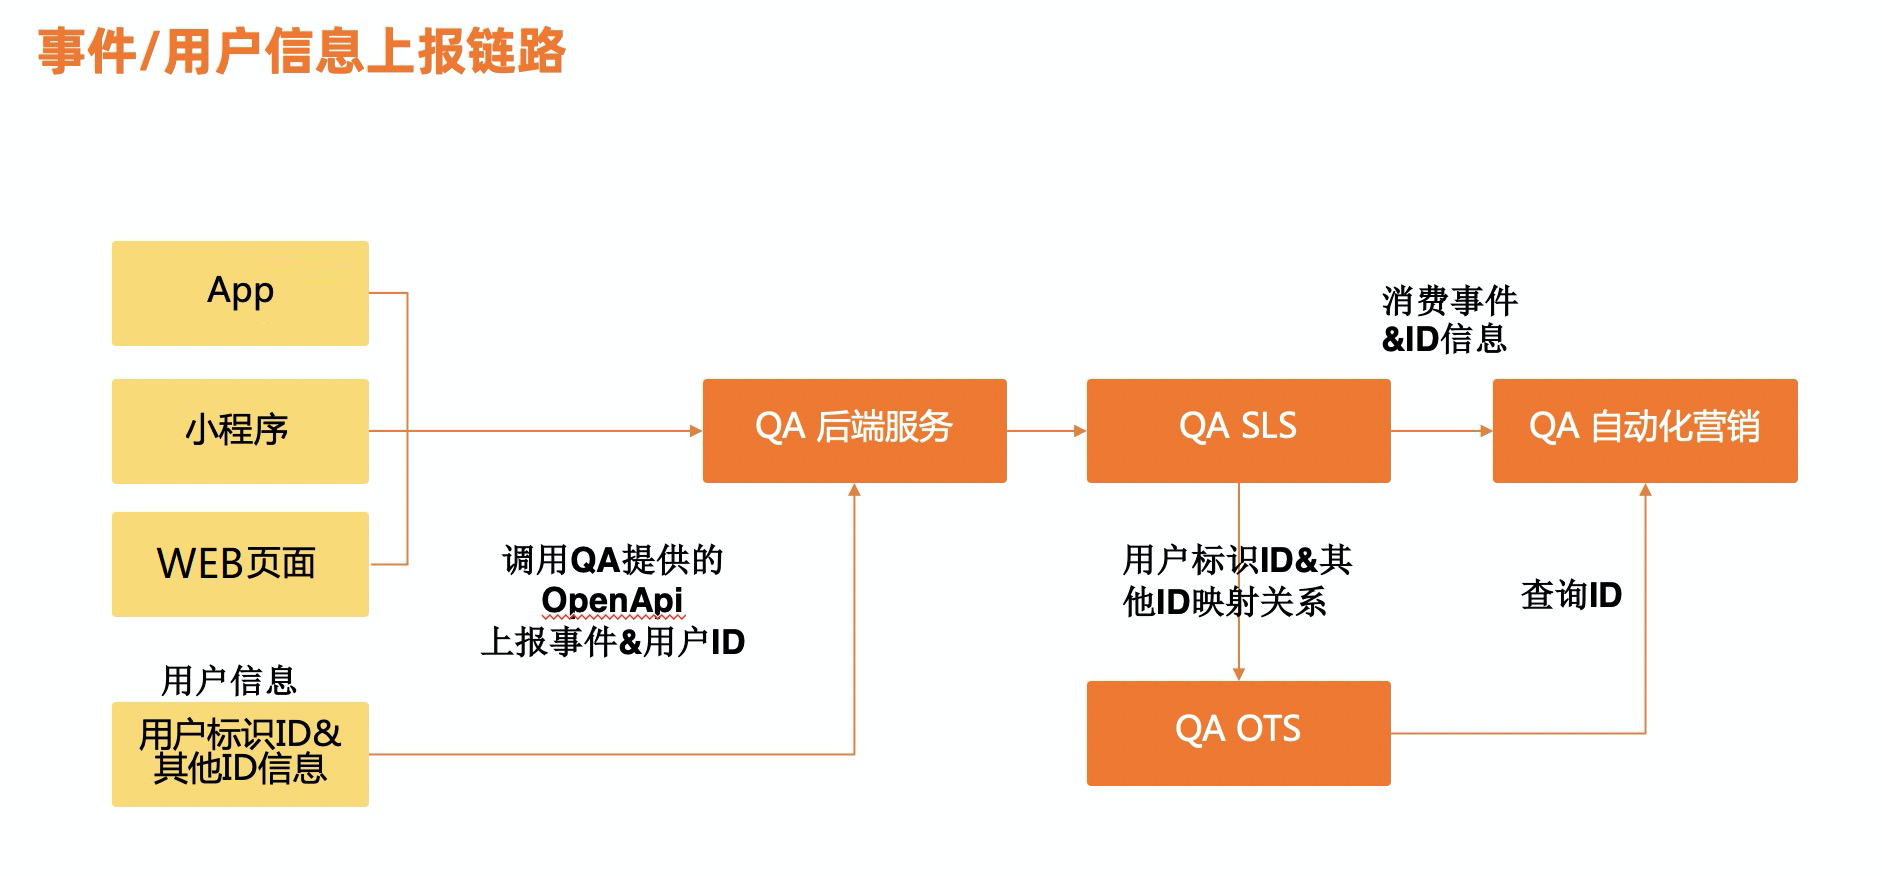 事件/用户信息上报链路
App
小程序
WEB页面
用户信息
用户标识ID&
其他ID信息
调用QA提供的
OpenApi
上报事件&用户ID
QA 后端服务
QA SLS
用户标识ID&其
他ID映射关系
QA OTS
消费事件
&ID信息
QA 自动化营销
查询ID